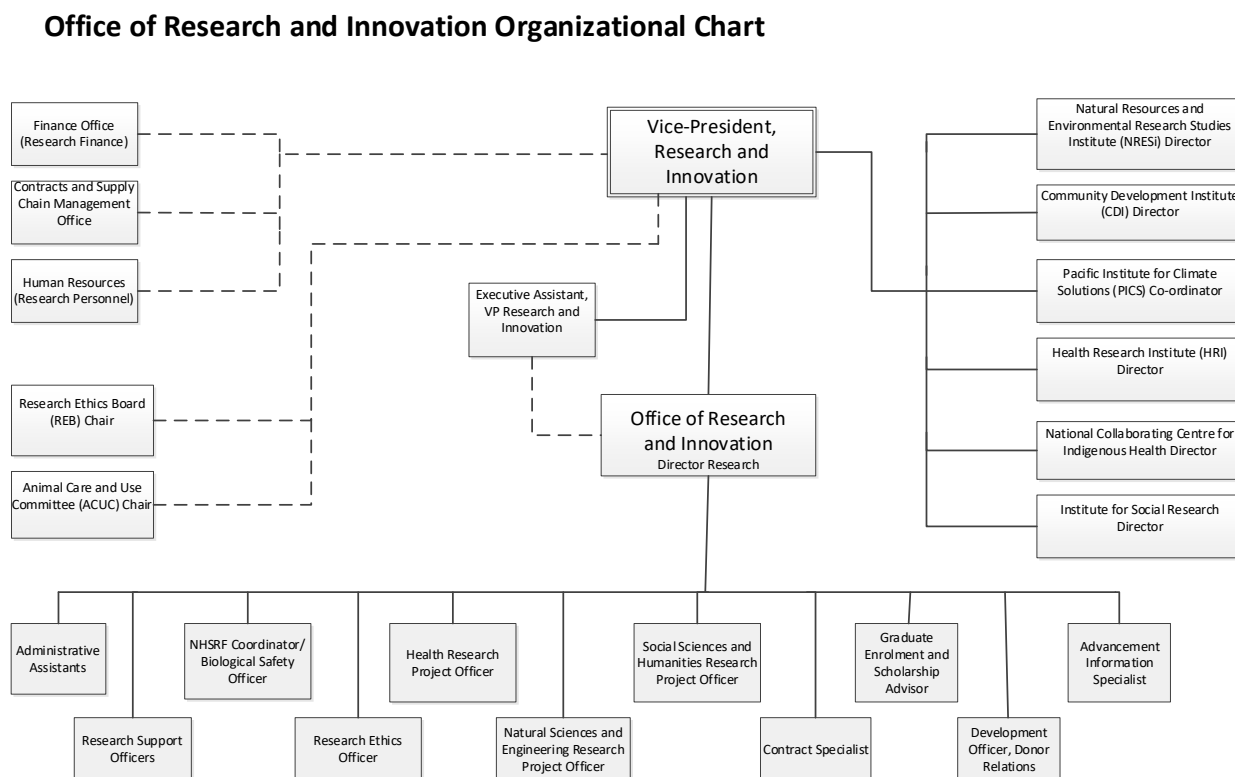 Office of Research and Innovation Organizational Chart
Finance Office
(Research Finance)
Contracts and Supply
Chain Management
Office
Human Resources
(Research Personnel)
Research Ethics Board
(REB) Chair
Animal Care and Use
Committee (ACUC) Chair
Vice-President,
Research and
Innovation
Executive Assistant,
VP Research and
Innovation
Office of Research
and Innovation
Director Research
Natural Resources and
Environmental Research Studies
Institute (NRESi) Director
Community Development Institute
(CDI) Director
Pacific Institute for Climate
Solutions (PICS) Co-ordinator
Health Research Institute (HRI)
Director
National Collaborating Centre for
Indigenous Health Director
Institute for Social Research
Director
Administrative
Assistants
Research Support
Officers
NHSRF Coordinator/
Biological Safety
Officer
Research Ethics
Officer
Health Research
Project Officer
Natural Sciences and
Engineering Research
Project Officer
Social Sciences and
Humanities Research
Project Officer
Contract Specialist
Graduate
Enrolment and
Scholarship
Advisor
Development
Officer, Donor
Relations
Advancement
Information
Specialist